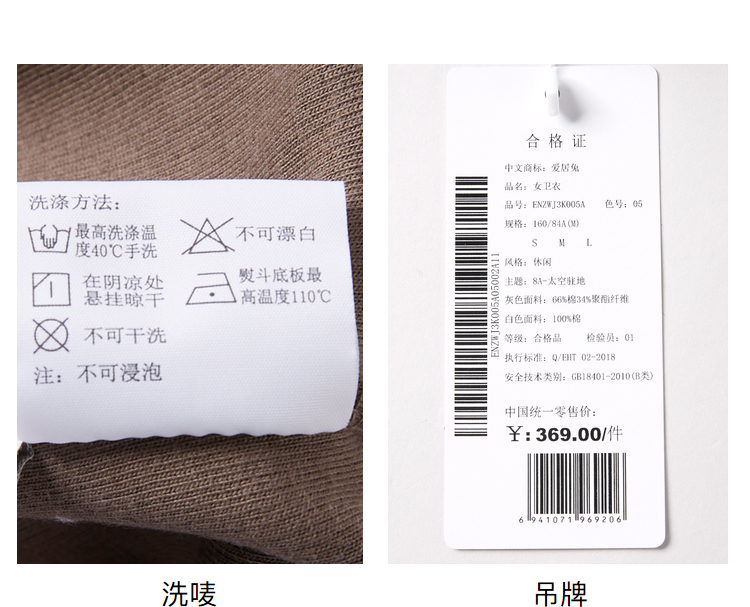 洗涤方法：
最高洗涤温
度40℃手洗
不可漂白
在阴凉处
悬挂晾干
熨斗底板最
高温度110℃
不可干洗
注：不可浸泡
洗唛
合格证
中文商标：爱居兔
品名：女卫衣
品号：ENZWJ3K005A 色号：05
规格：160/84A(M)
S M L
风格：休闲
主题：8A-太空驻地
灰色面料：66%棉34%聚酯纤维
白色面料：100%棉
等级：合格品 检验员：01
执行标准：Q/EHT 02-2018
安全技术类别：GB18401-2010(B类)
ENZWJ3K005A05002A11
中国统一零售价：
¥：369.00/件
6 941071 969206
吊牌